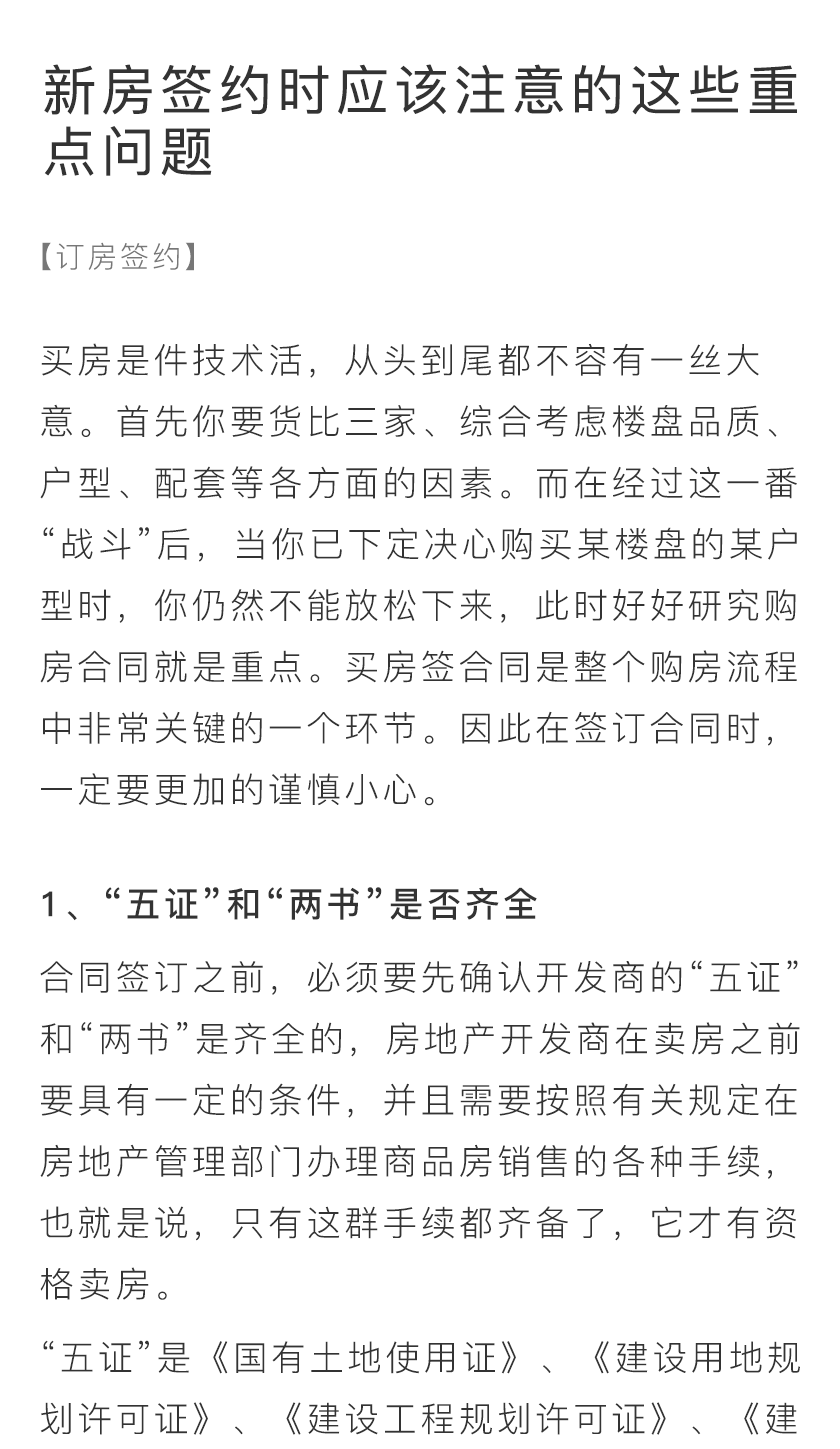 新房签约时应该注意的这些重
点问题
【订房签约】
买房是件技术活，从头到尾都不容有一丝大
意。首先你要货比三家、综合考虑楼盘品质、
户型、配套等各方面的因素。而在经过这一番
“战斗”后，当你已下定决心购买某楼盘的某户
型时，你仍然不能放松下来，此时好好研究购
房合同就是重点。买房签合同是整个购房流程
中非常关键的一个环节。因此在签订合同时，
一定要更加的谨慎小心。
1、“五证”和“两书”是否齐全
合同签订之前，必须要先确认开发商的“五证”
和“两书”是齐全的，房地产开发商在卖房之前
要具有一定的条件，并且需要按照有关规定在
房地产管理部门办理商品房销售的各种手续，
也就是说，只有这群手续都齐备了，它才有资
格卖房。
“五证”是《国有土地使用证》、《建设用地规
划许可证》、《建设工程规划许可证》、《建